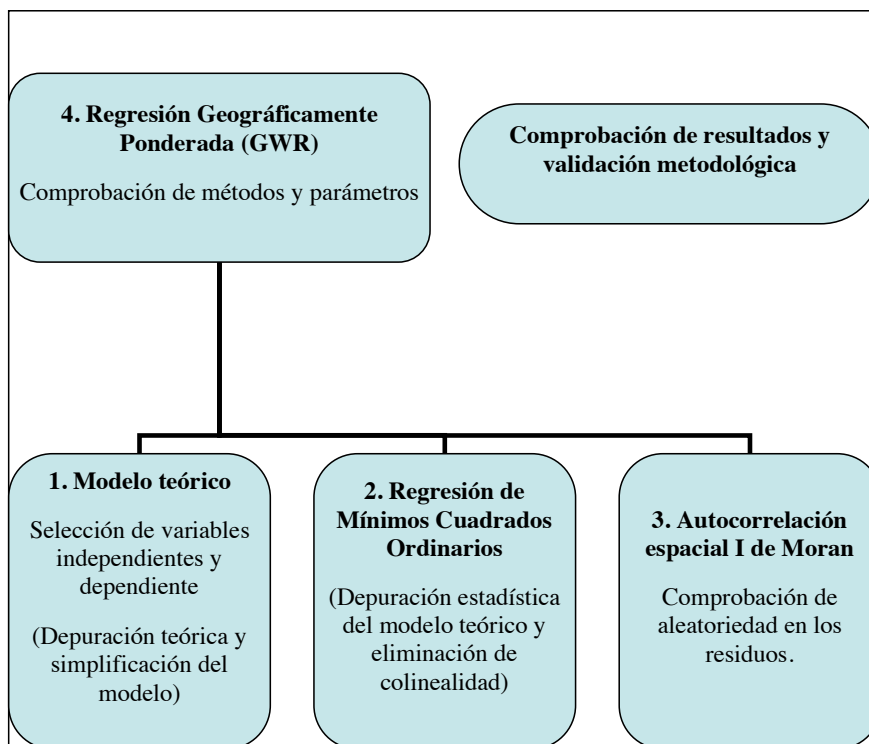 4. Regresión Geográficamente
Ponderada (GWR)
Comprobación de métodos y parámetros
Comprobación de resultados y
validación metodológica
1. Modelo teórico
Selección de variables
independientes y
dependiente
(Depuración teórica y
simplificación del
modelo)
2. Regresión de
Mínimos Cuadrados
Ordinarios
(Depuración estadística
del modelo teórico y
eliminación de
colinealidad)
3. Autocorrelación
espacial I de Moran
Comprobación de
aleatoriedad en los
residuos.